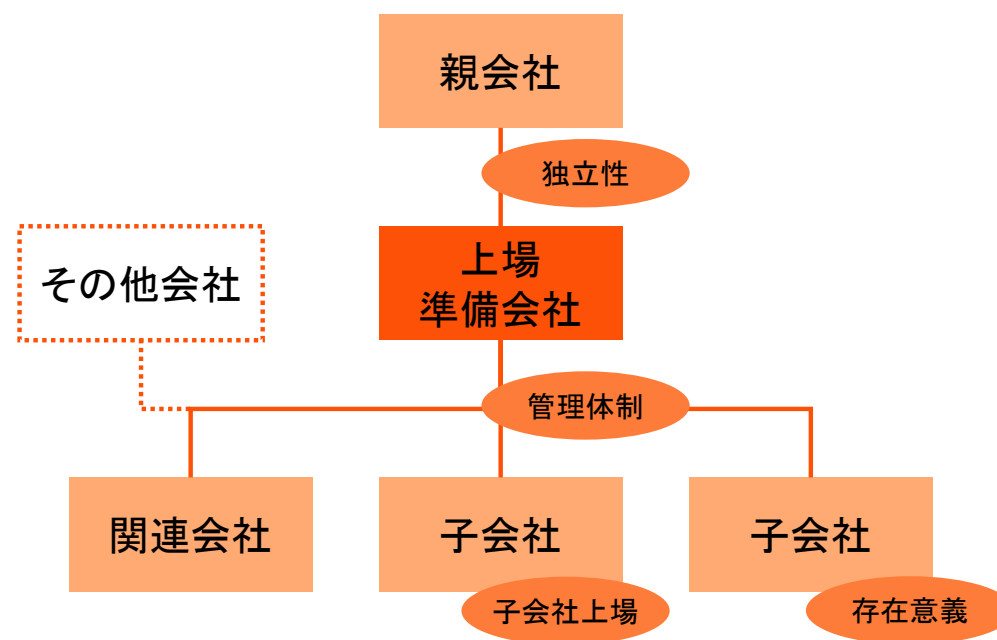 親会社
独立性
上場
準備会社
その他会社
管理体制
関連会社
子会社
子会社
子会社上場
存在意義